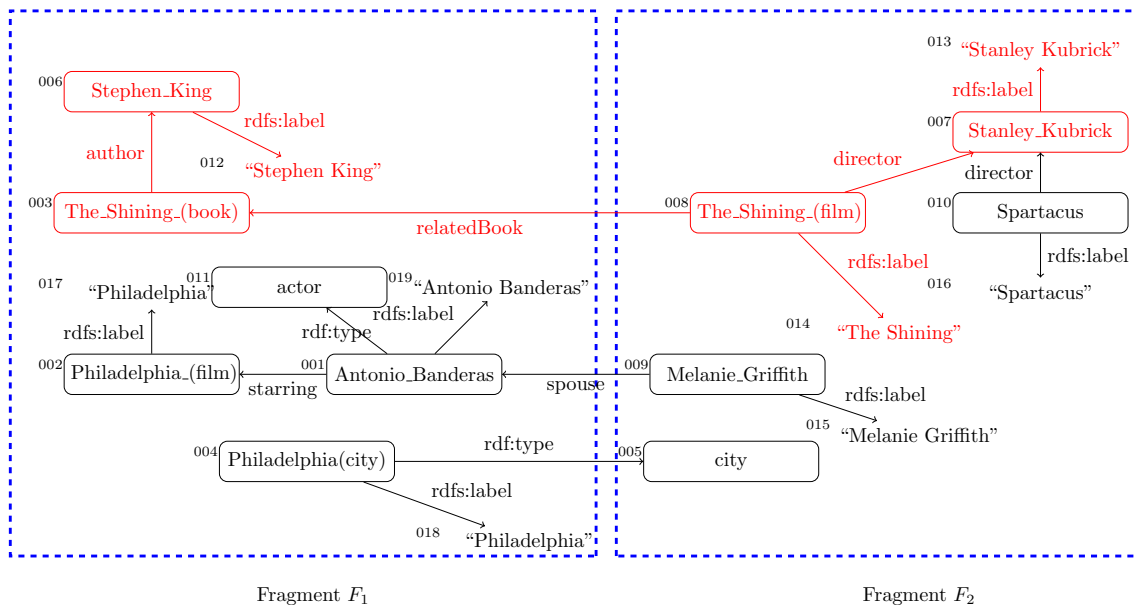 013 “Stanley Kubrick”
rdfs:label
006 Stephen_King
007 Stanley_Kubrick
rdfs:label
author
012 “Stephen King”
director
director
003 The_Shining_(book)
relatedBook
008 The_Shining_(film)
010 Spartacus
rdfs:label
rdfs:label
017 “Philadelphia”
011 actor
019 “Antonio Banderas”
016 “Spartacus”
rdfs:label
rdf:type
rdfs:label
014 “The Shining”
002 Philadelphia_(film)
starring
001 Antonio_Banderas
spouse
009 Melanie_Griffith
rdfs:label
015 “Melanie Griffith”
004 Philadelphia(city)
rdf:type
005 city
rdfs:label
018 “Philadelphia”
Fragment F1
Fragment F2